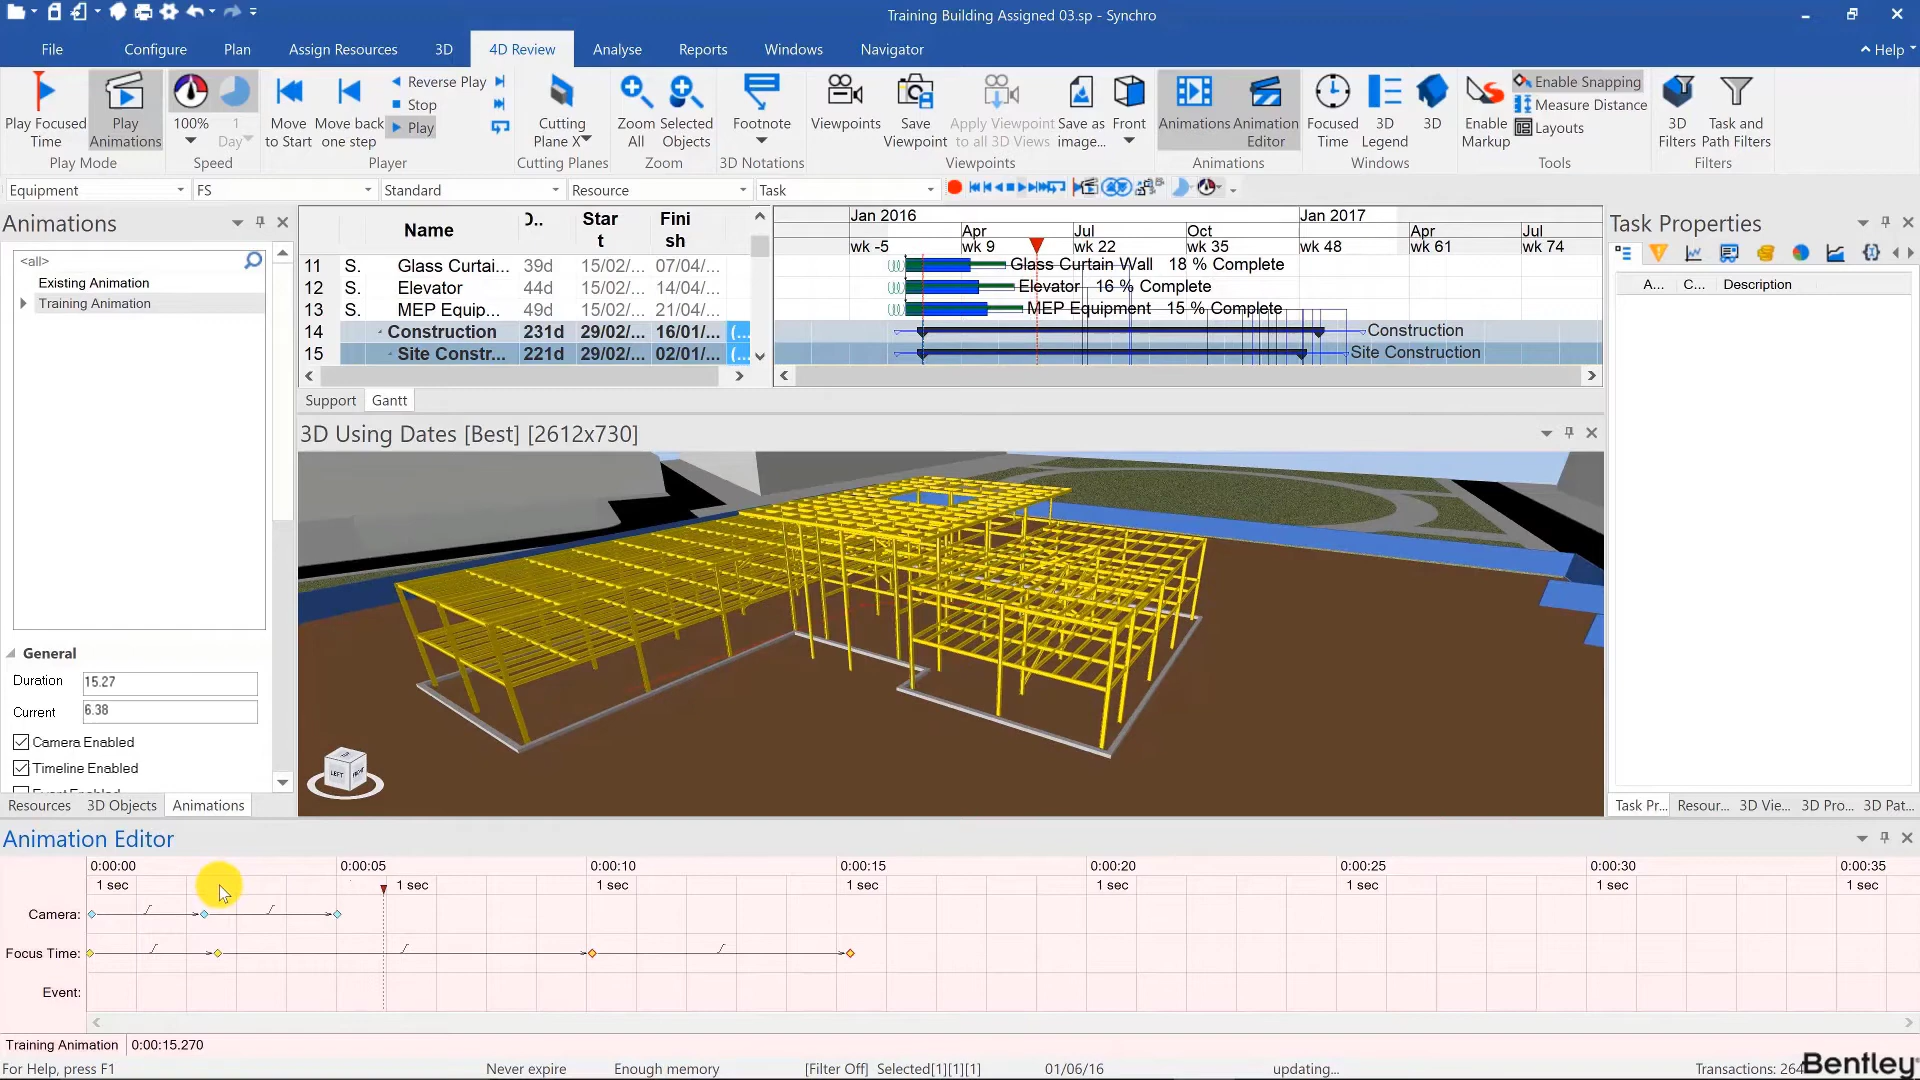 Training Building Assigned 03.sp - Synchro
File Configure Plan Assign Resources 3D 4D Review Analyse Reports Windows Navigator Help
Play Focused Time
Play Animations
Play Mode
100%
1 Day
Speed
Move to Start
Move back one step
Reverse Play
Stop
Play
Player
Cutting Plane X
Cutting Planes
Zoom All
Selected Objects
Zoom
Footnote
3D Notations
Viewpoints
Save Viewpoint
Apply Viewpoint to all 3D Views
Save as image...
Front
Viewpoints
Animations
Animation Editor
Animations
Focused Time
3D Legend
3D
Windows
Enable Markup
Enable Snapping
Measure Distance
Layouts
Tools
3D Filters
Task and Path Filters
Filters
Equipment FS Standard Resource Task
Animations
<all>
Existing Animation
Training Animation
General
Duration 15.27
Current 6.38
Camera Enabled
Timeline Enabled
Resources 3D Objects Animations
Name Start Finish
11 S. Glass Curtai... 39d 15/02/... 07/04/...
12 S. Elevator 44d 15/02/... 14/04/...
13 S. MEP Equip... 49d 15/02/... 21/04/...
14 Construction 231d 29/02/... 16/01/... (...
15 Site Constr... 221d 29/02/... 02/01/... (...
Support Gantt
Jan 2016 Jan 2017
Apr Jul Oct Apr Jul
wk -5 wk 9 wk 22 wk 35 wk 48 wk 61 wk 74
Glass Curtain Wall 18 % Complete
Elevator 16 % Complete
MEP Equipment 15 % Complete
Construction
Site Construction
3D Using Dates [Best] [2612x730]
LEFT FRONT
Task Properties
A... C... Description
Task Pr... Resour... 3D Vie... 3D Pro... 3D Pat...
Animation Editor
0:00:00 0:00:05 0:00:10 0:00:15 0:00:20 0:00:25 0:00:30 0:00:35
1 sec 1 sec 1 sec 1 sec 1 sec 1 sec 1 sec 1 sec
Camera:
Focus Time:
Event:
Training Animation 0:00:15.270
For Help, press F1 Never expire Enough memory [Filter Off] Selected[1][1][1] 01/06/16 updating... Transactions: 264
Bentley